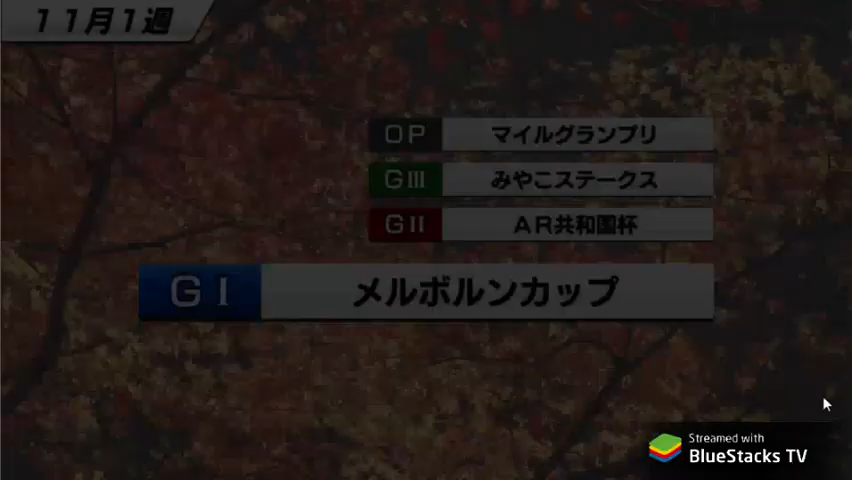 11月1週
OP マイルグランプリ
GIII みやこステークス
GII AR共和国杯
GI メルボルンカップ
Streamed with
BlueStacks TV